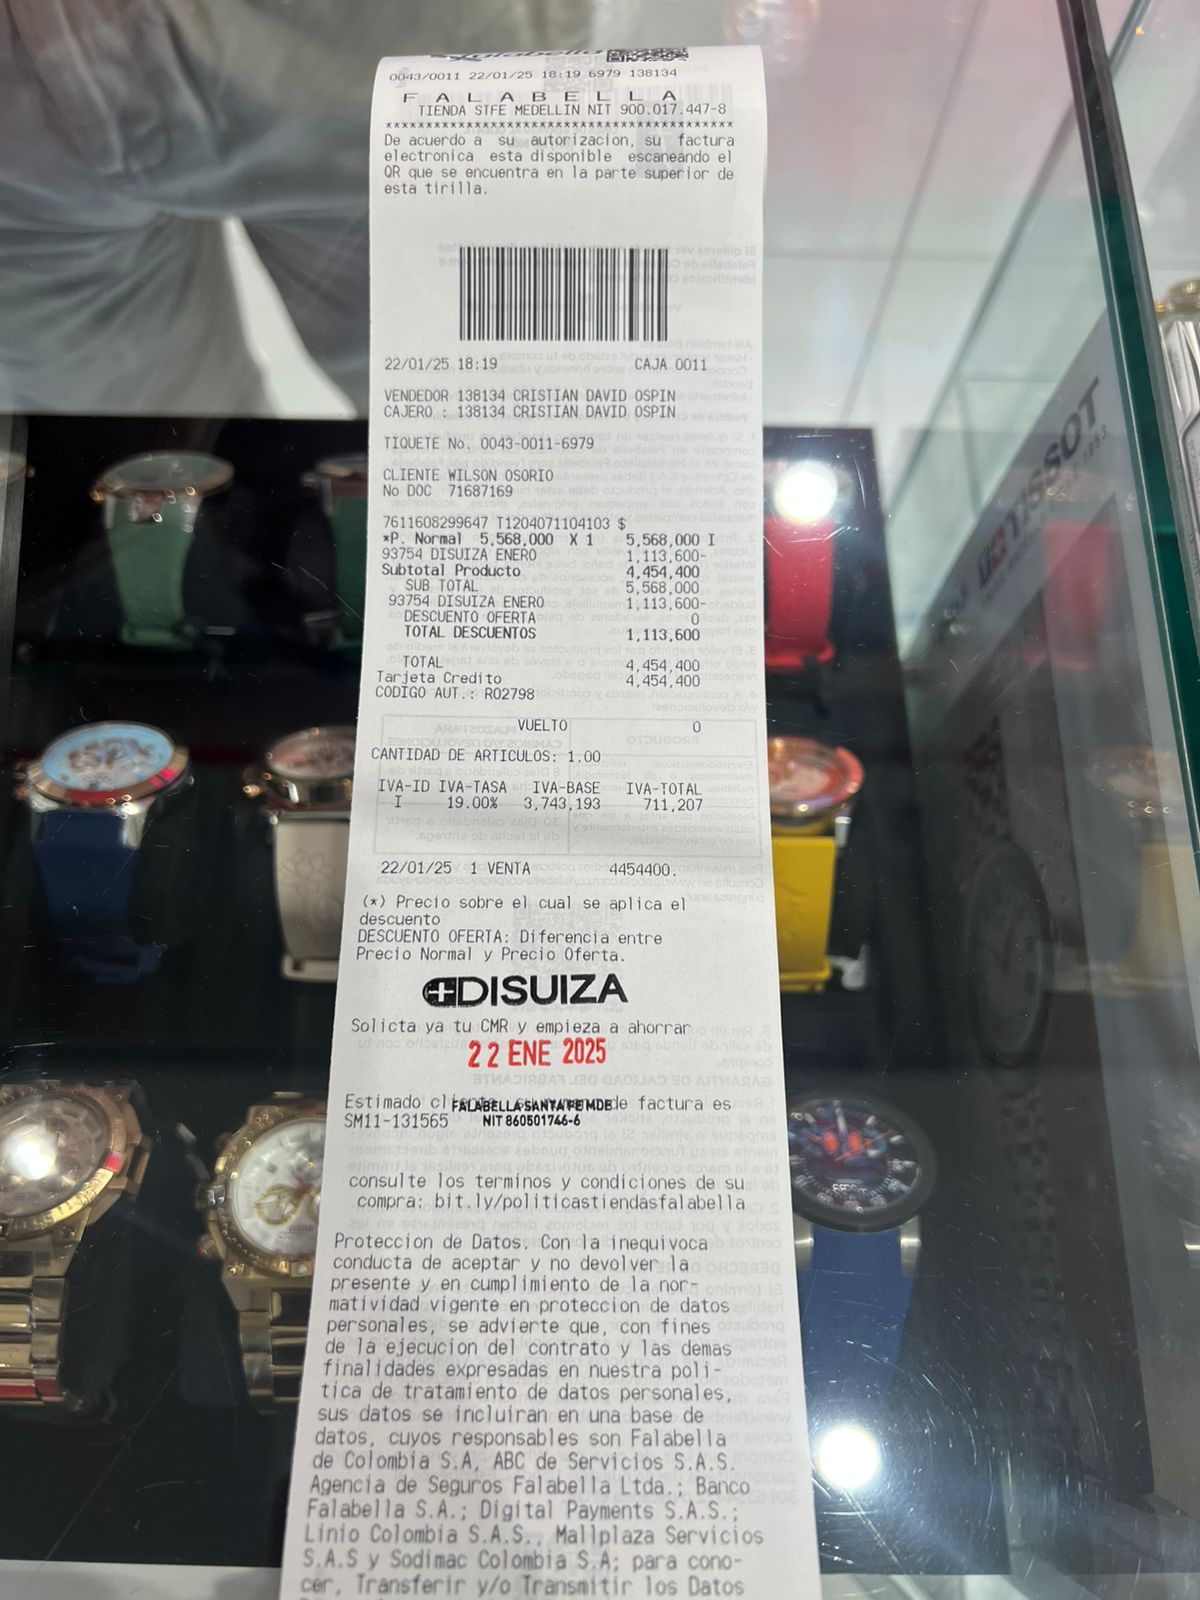 falabella
0043/0011 22/01/25 18:19 6979 138134
F A L A B E L L A
TIENDA STFE MEDELLIN NIT 900.017.447-8
****************************************
De acuerdo a su autorizacion, su factura
electronica esta disponible escaneando el
QR que se encuentra en la parte superior de
esta tirilla.
22/01/25 18:19 CAJA 0011
VENDEDOR 138134 CRISTIAN DAVID OSPIN
CAJERO : 138134 CRISTIAN DAVID OSPIN
TIQUETE No. 0043-0011-6979
CLIENTE WILSON OSORIO
No DOC 71687169
7611608299647 T1204071104103 $
*P. Normal 5,568,000 X 1 5,568,000 I
93754 DISUIZA ENERO 1,113,600-
Subtotal Producto 4,454,400
SUB TOTAL 5,568,000
93754 DISUIZA ENERO 1,113,600-
DESCUENTO OFERTA 0
TOTAL DESCUENTOS 1,113,600
TOTAL 4,454,400
Tarjeta Credito 4,454,400
CODIGO AUT.: R02798
VUELTO 0
CANTIDAD DE ARTICULOS: 1.00
IVA-ID IVA-TASA IVA-BASE IVA-TOTAL
I 19.00% 3,743,193 711,207
22/01/25 1 VENTA 4454400.
(*) Precio sobre el cual se aplica el
descuento
DESCUENTO OFERTA: Diferencia entre
Precio Normal y Precio Oferta.
DISUIZA
Solicta ya tu CMR y empieza a ahorrar
22 ENE 2025
Estimado de factura es
FALABELLA SANTA FE MDE
SM11-131565 NIT 860501746-6
consulte los terminos y condiciones de su
compra: bit.ly/politicastiendasfalabella
Proteccion de Datos. Con la inequivoca
conducta de aceptar y no devolver la
presente y en cumplimiento de la nor-
matividad vigente en proteccion de datos
personales, se advierte que, con fines
de la ejecucion del contrato y las demas
finalidades expresadas en nuestra poli-
tica de tratamiento de datos personales,
sus datos se incluiran en una base de
datos, cuyos responsables son Falabella
de Colombia S.A, ABC de Servicios S.A.S,
Agencia de Seguros Falabella Ltda.; Banco
Falabella S.A.; Digital Payments S.A.S.;
Linio Colombia S.A.S., Mallplaza Servicios
S.A.S y Sodimac Colombia S.A; para cono-
cer, Transferir y/o Transmitir los Datos
TISSOT